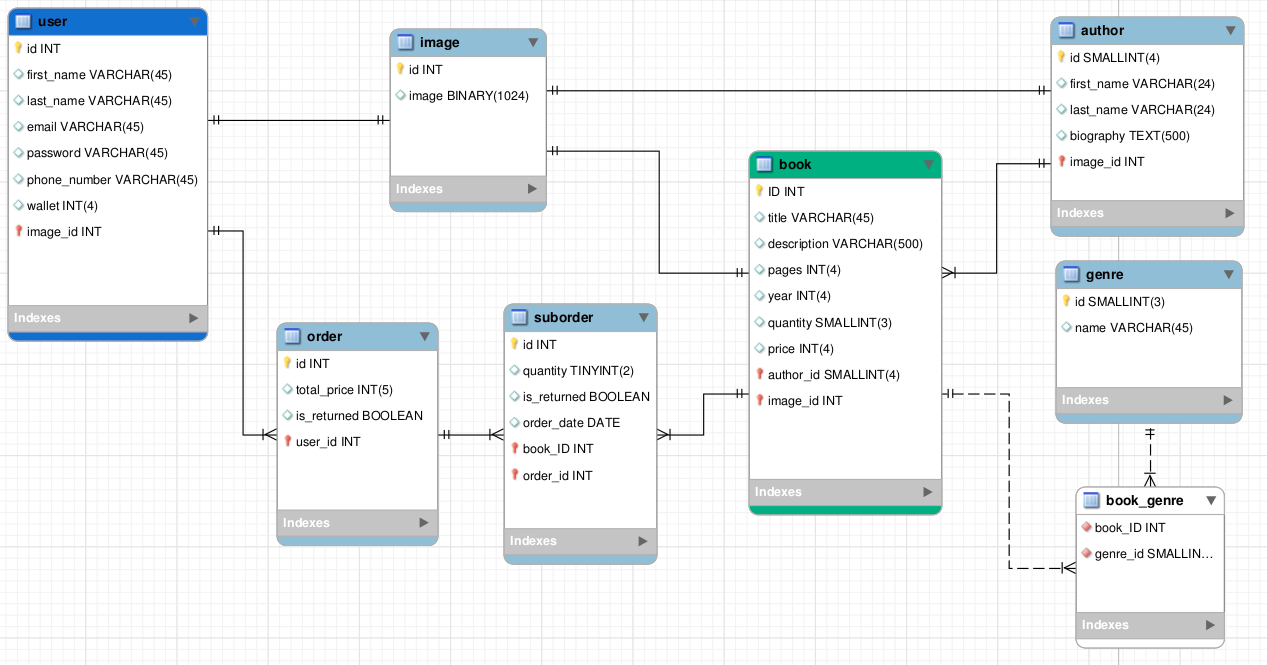 user
id INT
first_name VARCHAR(45)
last_name VARCHAR(45)
email VARCHAR(45)
password VARCHAR(45)
phone_number VARCHAR(45)
wallet INT(4)
image_id INT
Indexes
image
id INT
image BINARY(1024)
Indexes
author
id SMALLINT(4)
first_name VARCHAR(24)
last_name VARCHAR(24)
biography TEXT(500)
image_id INT
Indexes
book
ID INT
title VARCHAR(45)
description VARCHAR(500)
pages INT(4)
year INT(4)
quantity SMALLINT(3)
price INT(4)
author_id SMALLINT(4)
image_id INT
Indexes
genre
id SMALLINT(3)
name VARCHAR(45)
Indexes
order
id INT
total_price INT(5)
is_returned BOOLEAN
user_id INT
Indexes
suborder
id INT
quantity TINYINT(2)
is_returned BOOLEAN
order_date DATE
book_ID INT
order_id INT
Indexes
book_genre
book_ID INT
genre_id SMALLIN...
Indexes